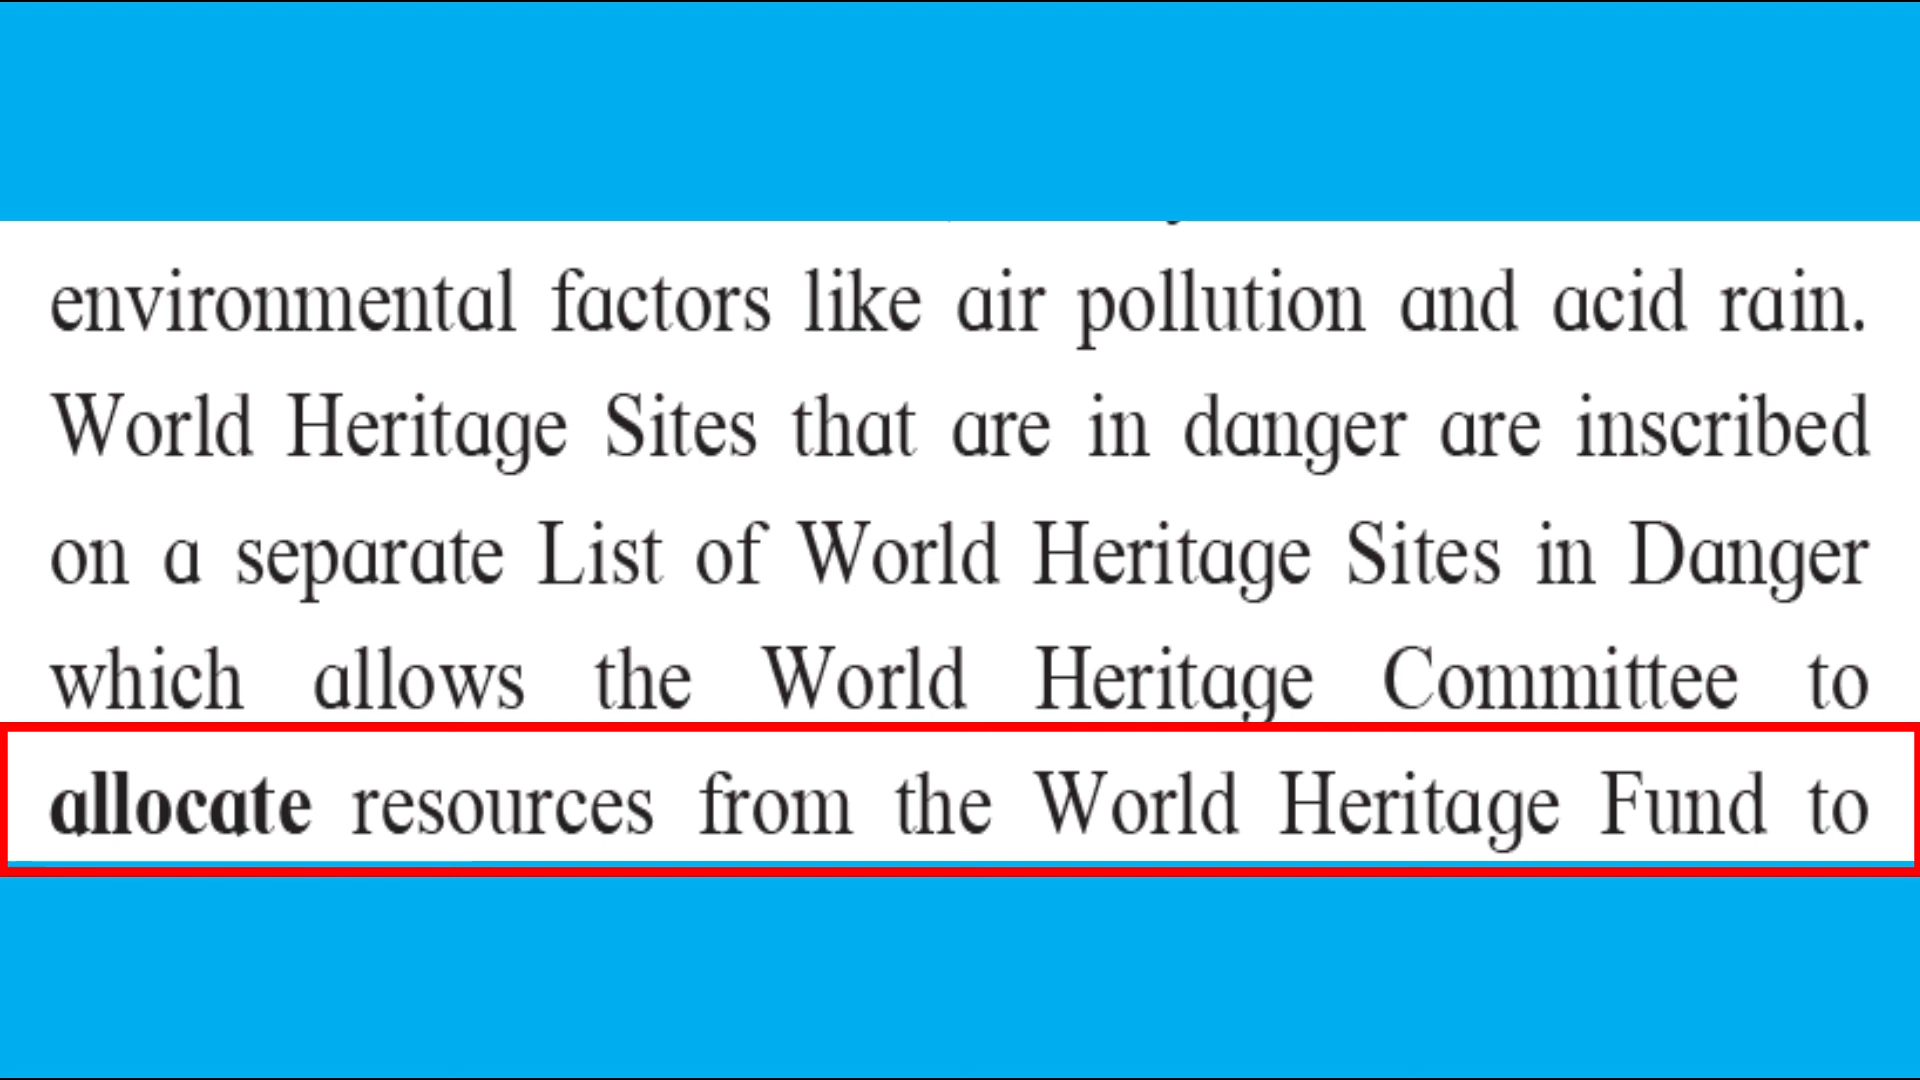 environmental factors like air pollution and acid rain.
World Heritage Sites that are in danger are inscribed
on a separate List of World Heritage Sites in Danger
which allows the World Heritage Committee to
allocate resources from the World Heritage Fund to